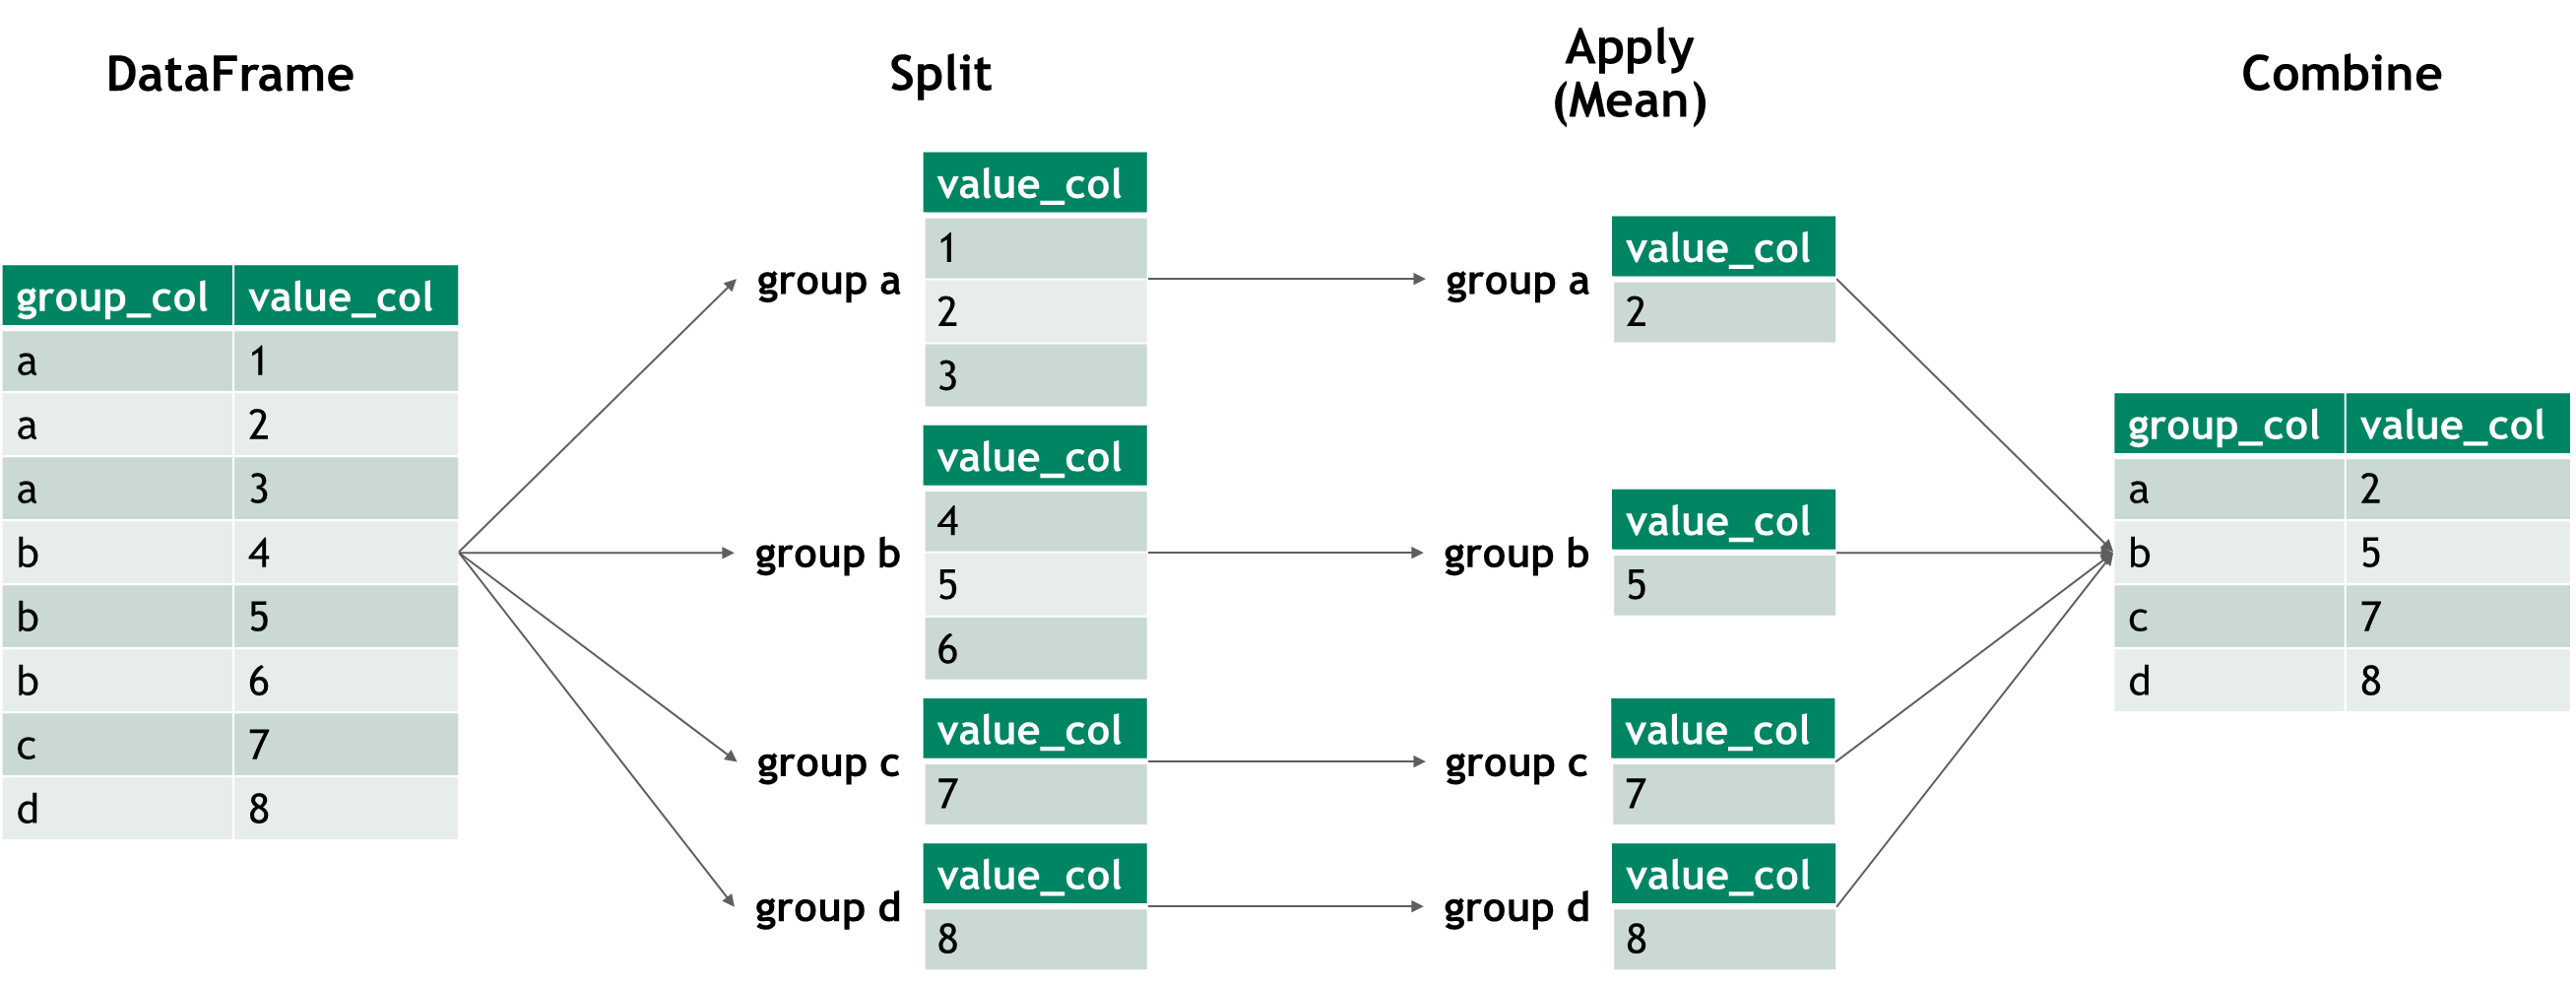 DataFrame
Split
Apply
(Mean)
Combine
group_col value_col
a 1
a 2
a 3
b 4
b 5
b 6
c 7
d 8
group a
value_col
1
2
3
group b
value_col
4
5
6
group c
value_col
7
group d
value_col
8
group a
value_col
2
group b
value_col
5
group c
value_col
7
group d
value_col
8
group_col value_col
a 2
b 5
c 7
d 8